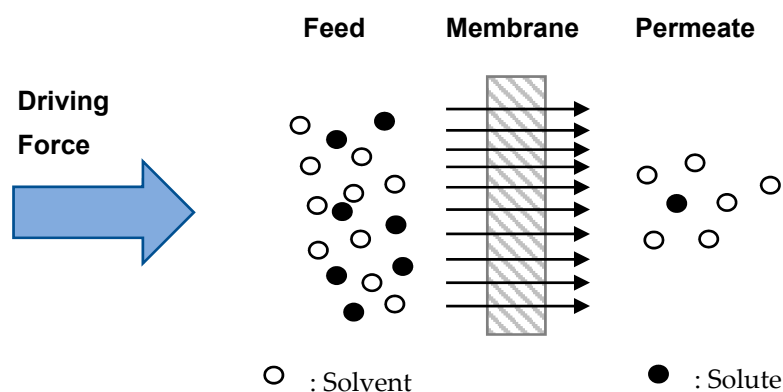 Feed Membrane Permeate
Driving
Force
: Solvent : Solute